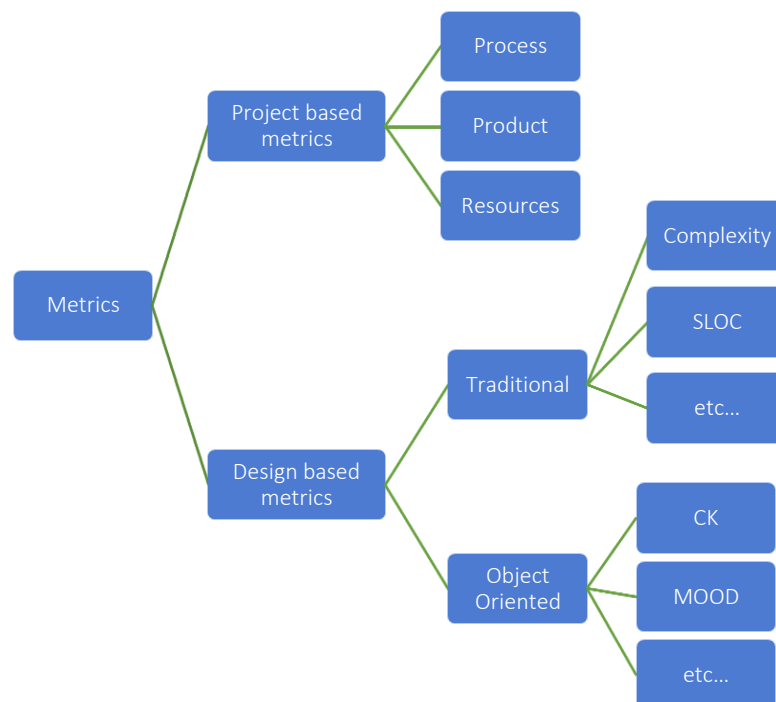 Process
Project based
metrics
Product
Resources
Complexity
Metrics
SLOC
Traditional
etc...
Design based
metrics
CK
Object
Oriented
MOOD
etc...